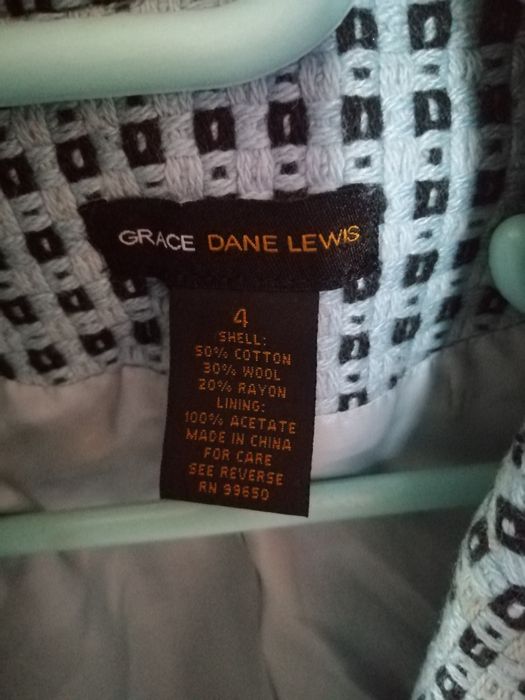 GRACE DANE LEWIS
4
SHELL:
50% COTTON
30% WOOL
20% RAYON
LINING:
100% ACETATE
MADE IN CHINA
FOR CARE
SEE REVERSE
RN 99650